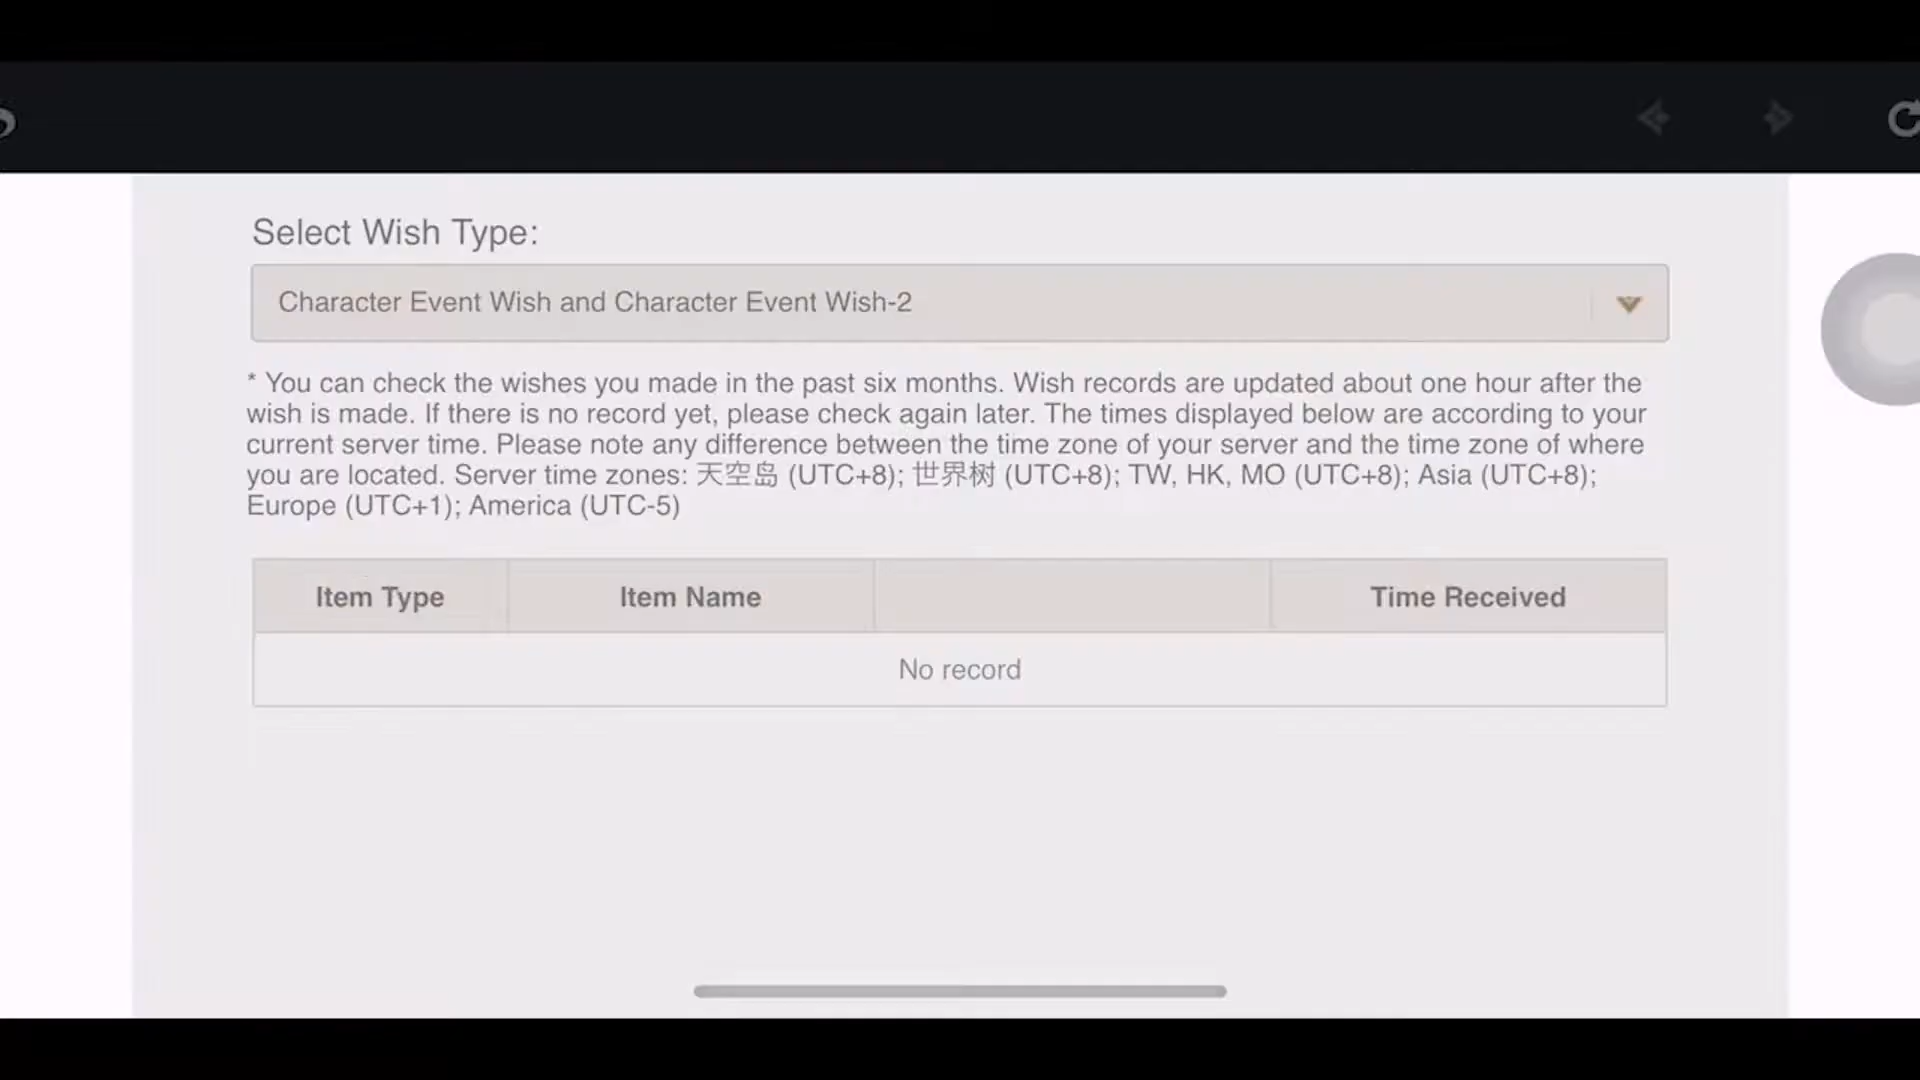 Select Wish Type:
Character Event Wish and Character Event Wish-2
* You can check the wishes you made in the past six months. Wish records are updated about one hour after the
wish is made. If there is no record yet, please check again later. The times displayed below are according to your
current server time. Please note any difference between the time zone of your server and the time zone of where
you are located. Server time zones: 天空岛 (UTC+8); 世界树 (UTC+8); TW, HK, MO (UTC+8); Asia (UTC+8);
Europe (UTC+1); America (UTC-5)
Item Type Item Name Time Received
No record